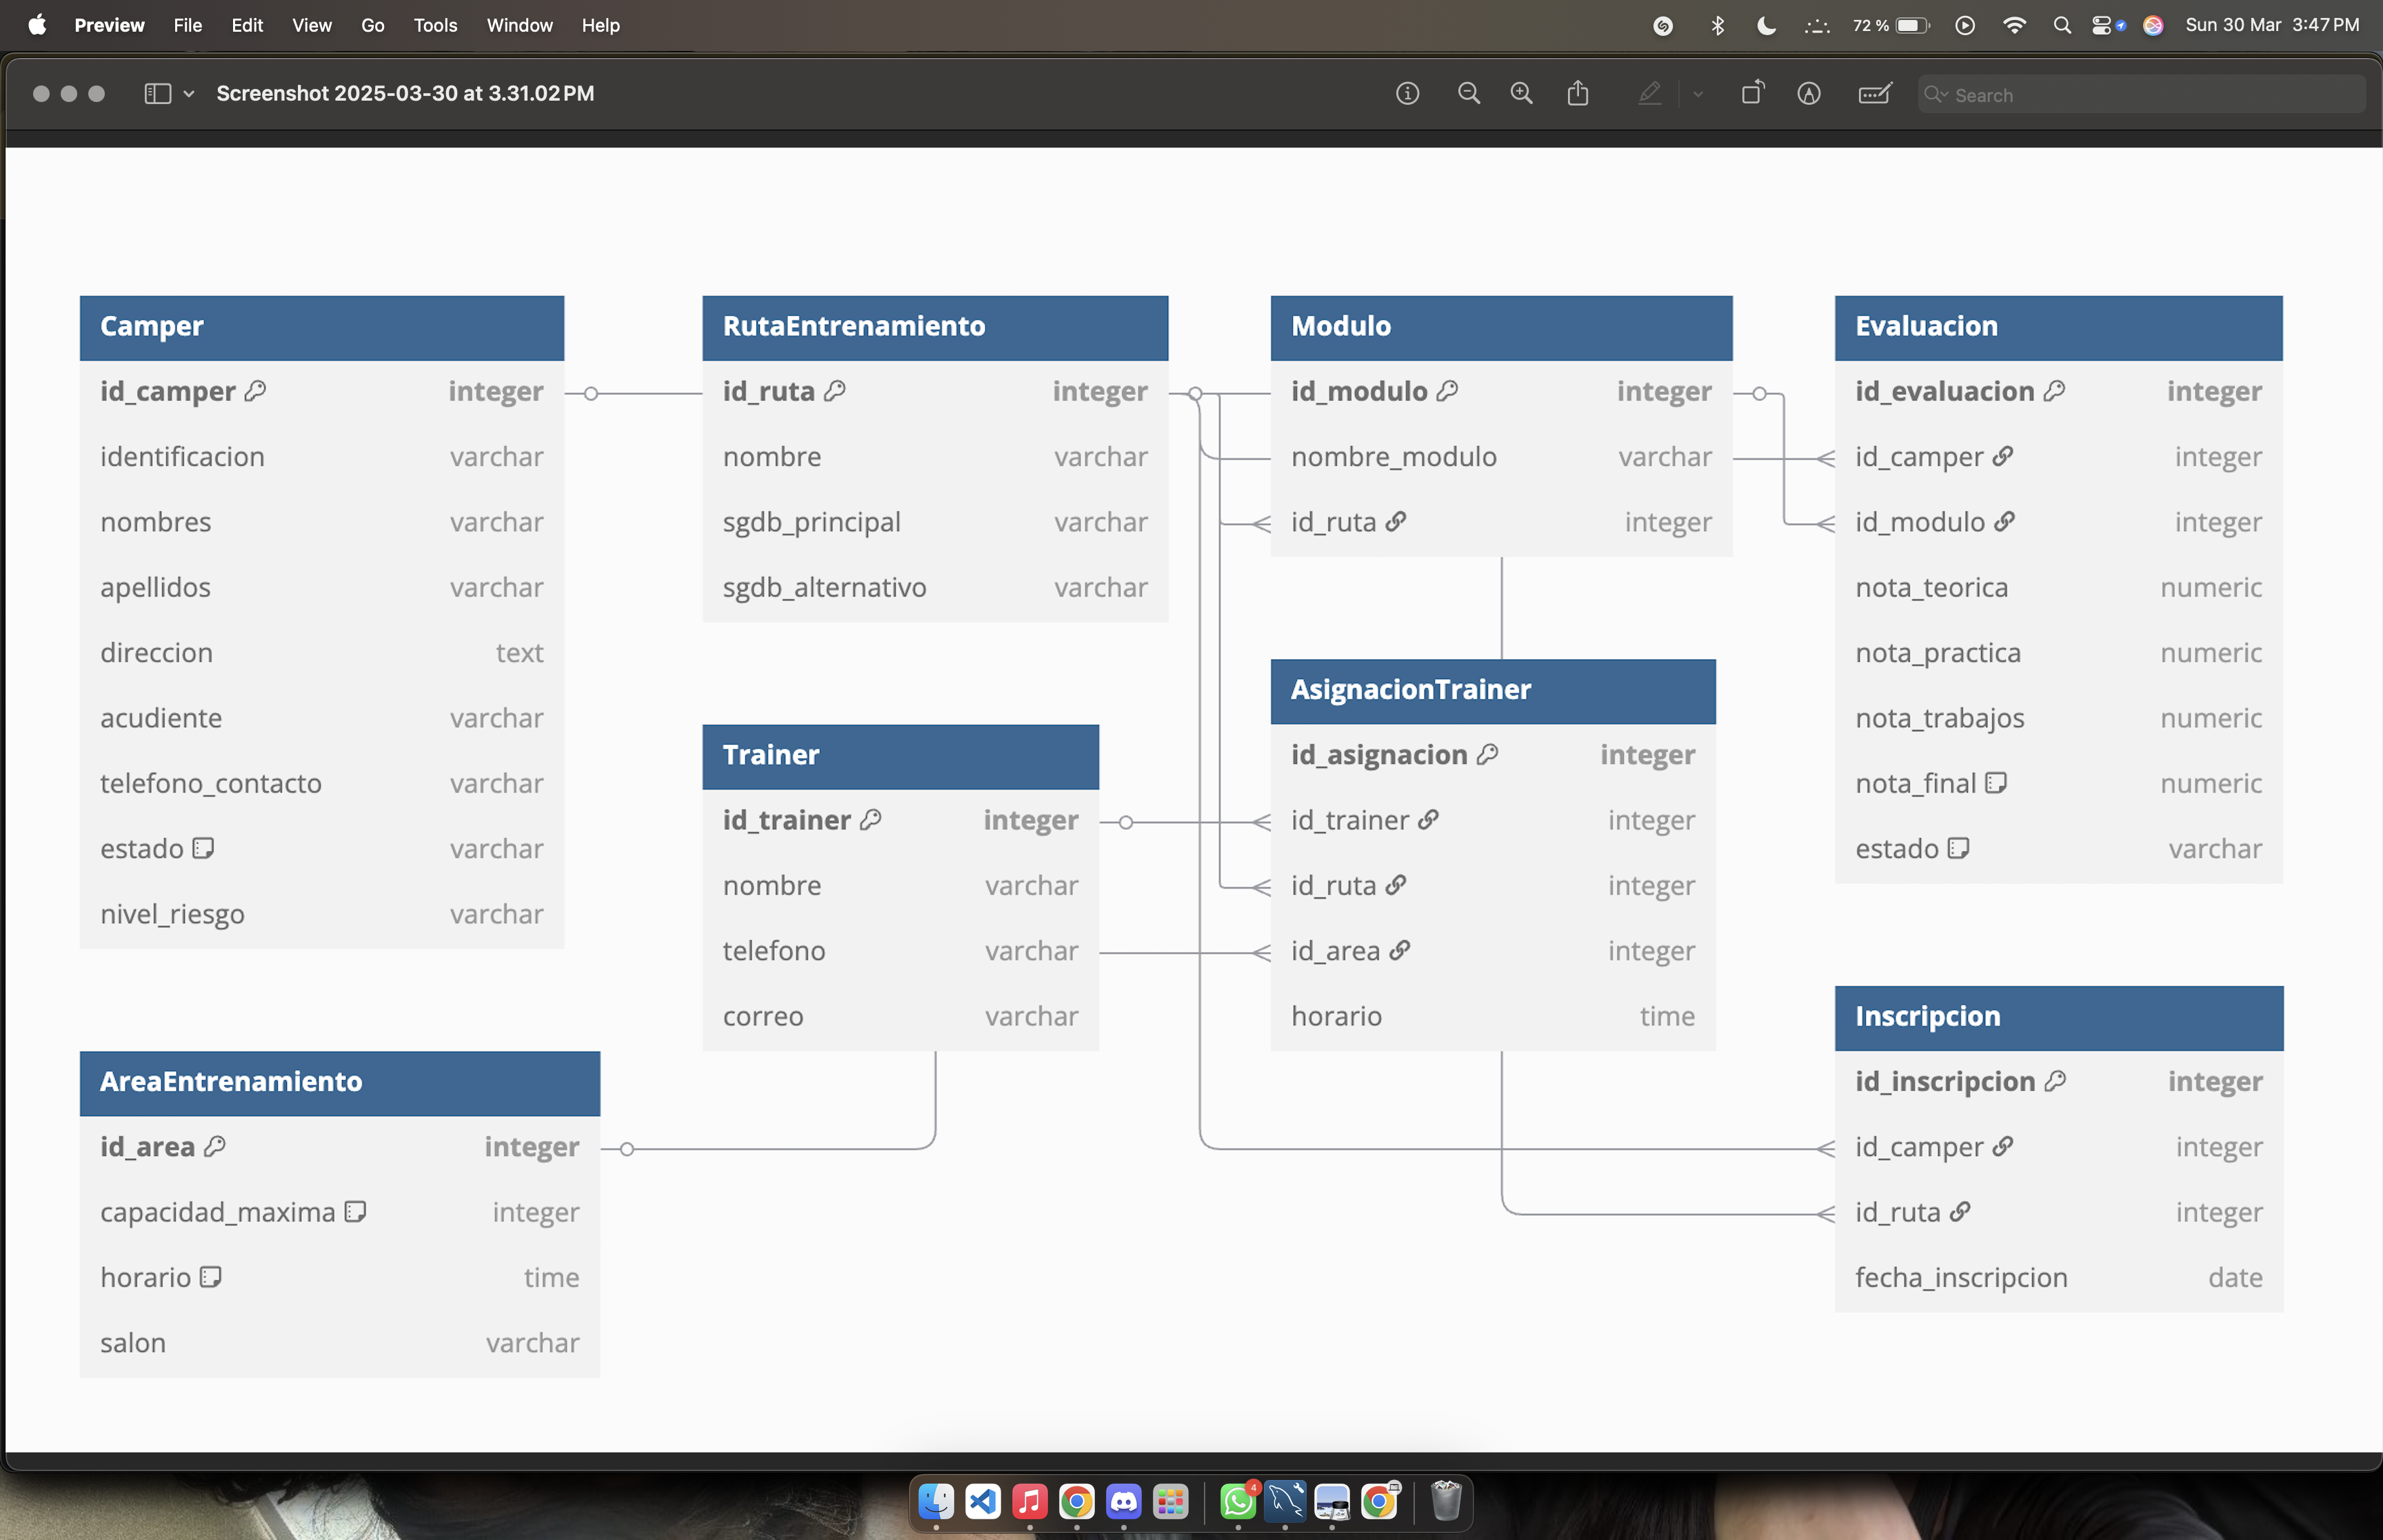 Preview File Edit View Go Tools Window Help 72 % Sun 30 Mar 3:47 PM
Screenshot 2025-03-30 at 3.31.02 PM Search
Camper
id_camper integer
identificacion varchar
nombres varchar
apellidos varchar
direccion text
acudiente varchar
telefono_contacto varchar
estado varchar
nivel_riesgo varchar
RutaEntrenamiento
id_ruta integer
nombre varchar
sgdb_principal varchar
sgdb_alternativo varchar
Modulo
id_modulo integer
nombre_modulo varchar
id_ruta integer
Evaluacion
id_evaluacion integer
id_camper integer
id_modulo integer
nota_teorica numeric
nota_practica numeric
nota_trabajos numeric
nota_final numeric
estado varchar
Trainer
id_trainer integer
nombre varchar
telefono varchar
correo varchar
AsignacionTrainer
id_asignacion integer
id_trainer integer
id_ruta integer
id_area integer
horario time
AreaEntrenamiento
id_area integer
capacidad_maxima integer
horario time
salon varchar
Inscripcion
id_inscripcion integer
id_camper integer
id_ruta integer
fecha_inscripcion date
4